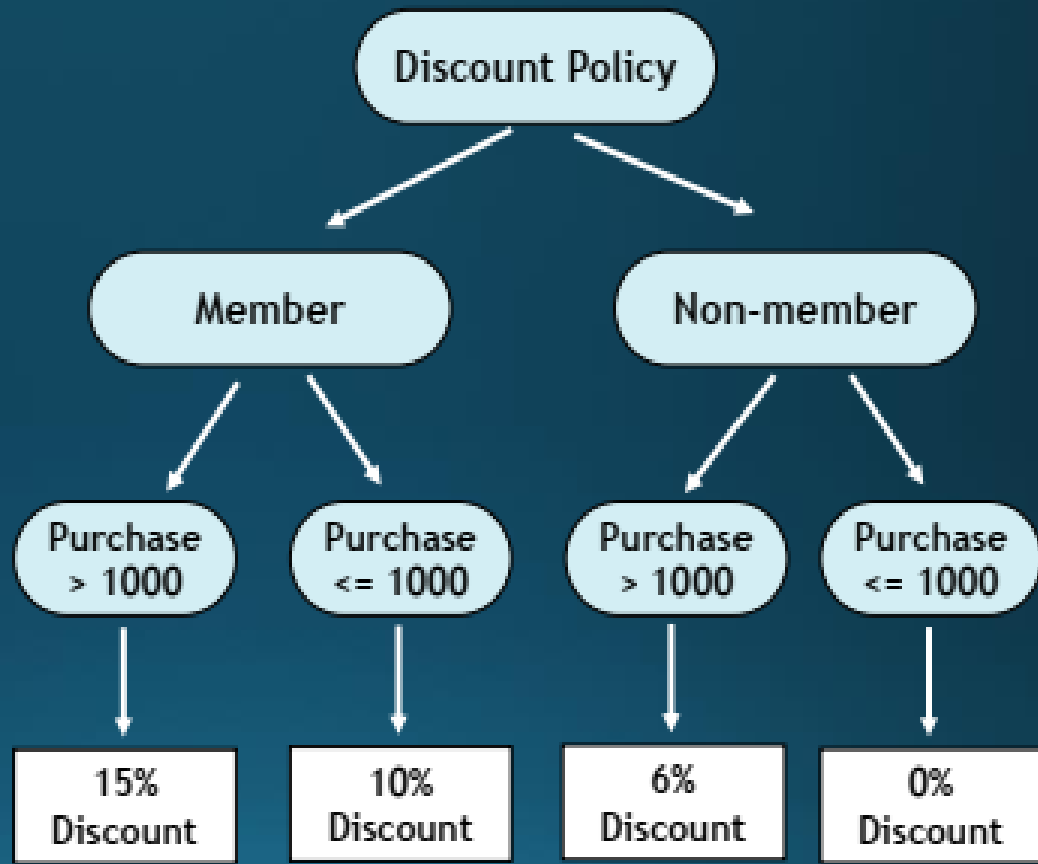 Discount Policy
Member
Non-member
Purchase
> 1000
Purchase
<= 1000
Purchase
> 1000
Purchase
<= 1000
15%
Discount
10%
Discount
6%
Discount
0%
Discount